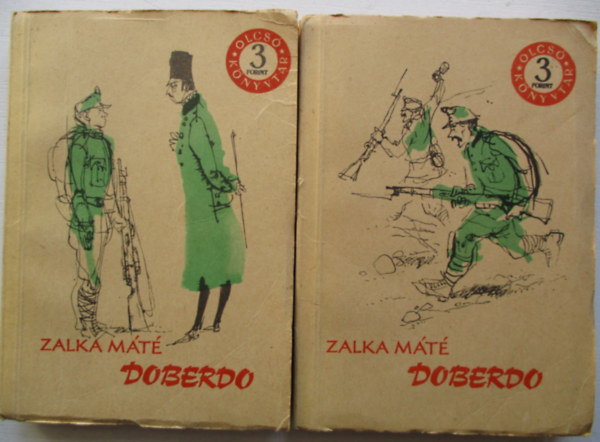 OLCSÓ
3
FORINT
KÖNYVTÁR
ZALKA MÁTÉ
DOBERDO
OLCSÓ
3
FORINT
KÖNYVTÁR
ZALKA MÁTÉ
DOBERDO